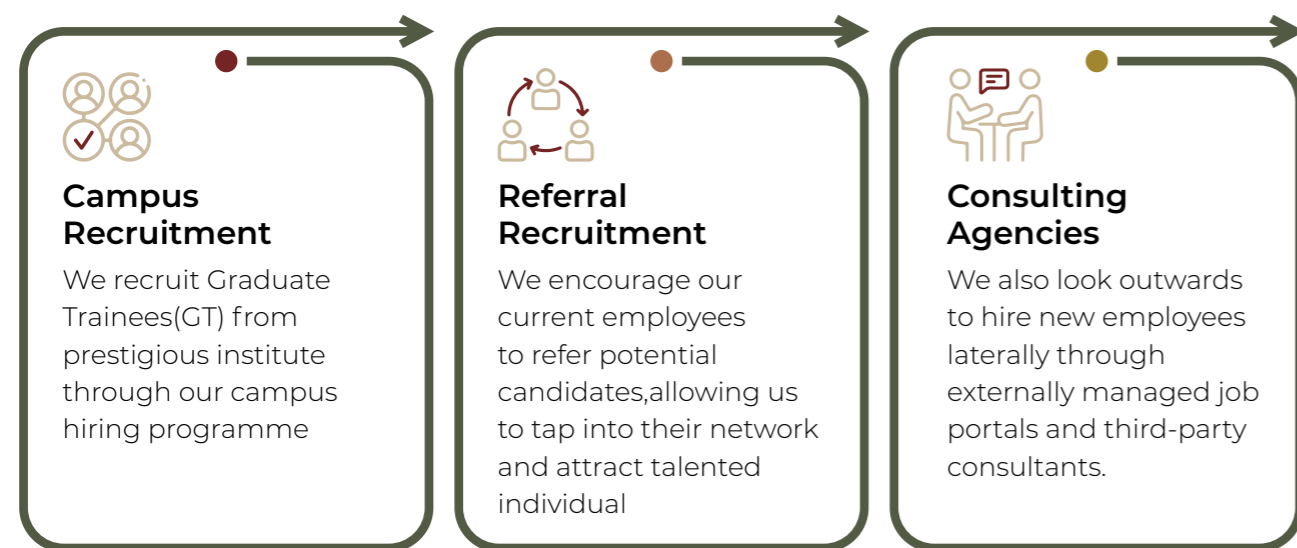 Campus
Recruitment
We recruit Graduate
Trainees(GT) from
prestigious institute
through our campus
hiring programme
Referral
Recruitment
We encourage our
current employees
to refer potential
candidates,allowing us
to tap into their network
and attract talented
individual
Consulting
Agencies
We also look outwards
to hire new employees
laterally through
externally managed job
portals and third-party
consultants.